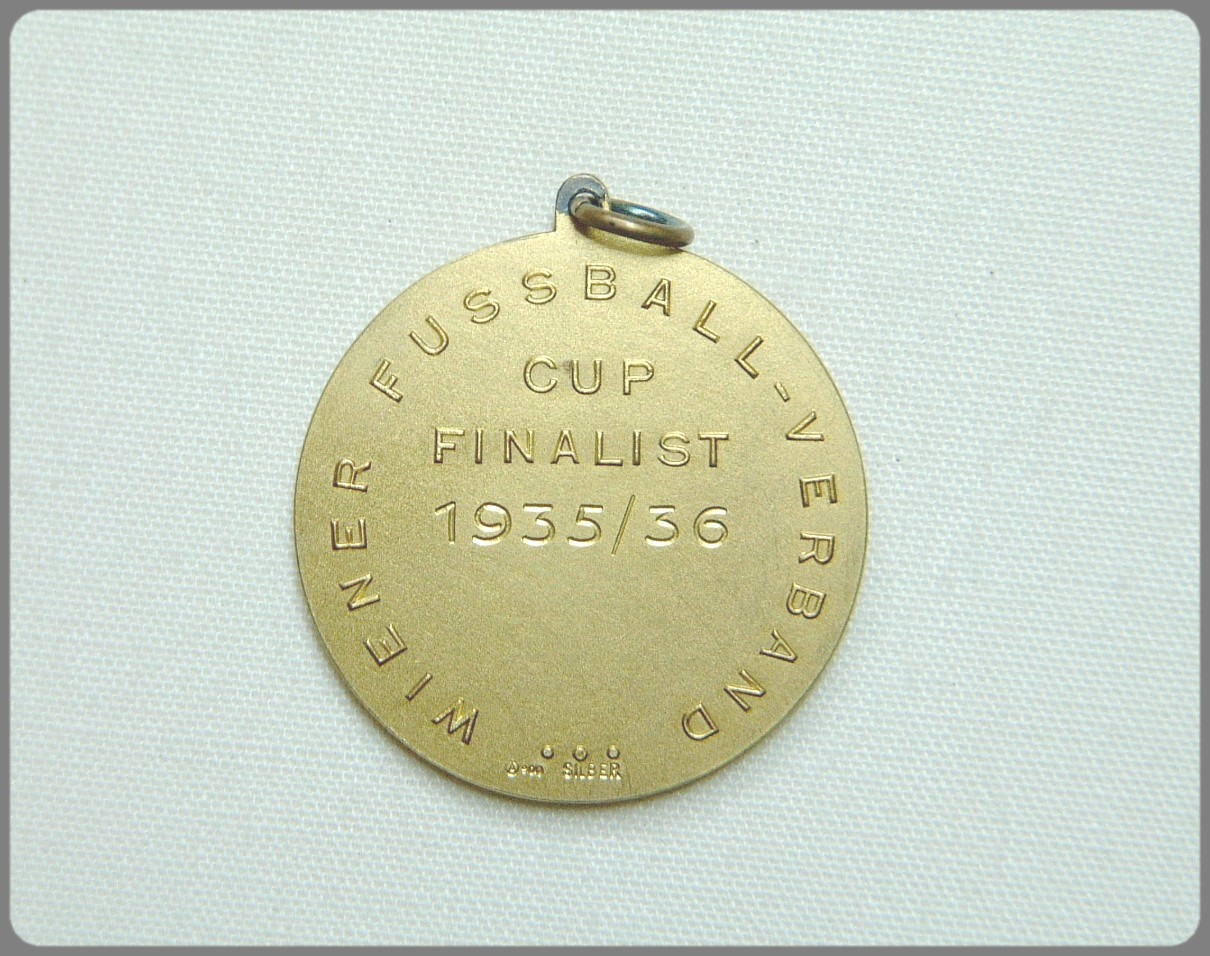 WIENER FUSSBALL-VERBAND
CUP
FINALIST
1935/36
SILBER